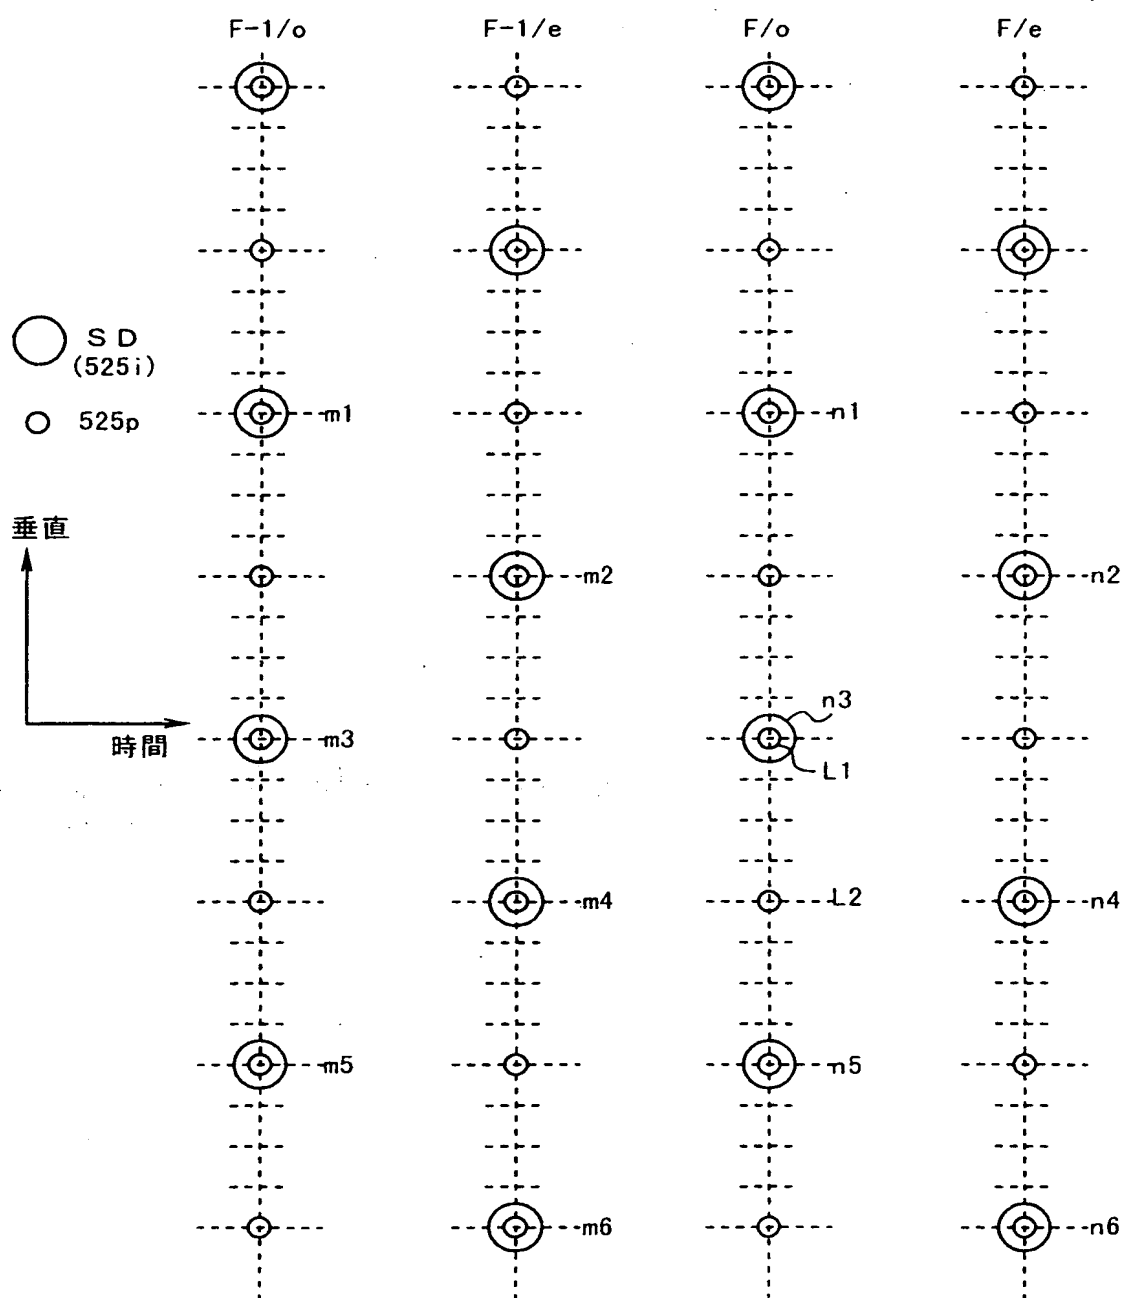 F-1/o F-1/e F/o F/e
SD
(525i)
525p
m1 n1
垂直
m2 n2
n3
m3
時間
L1
m4 L2 n4
m5 n5
m6 n6